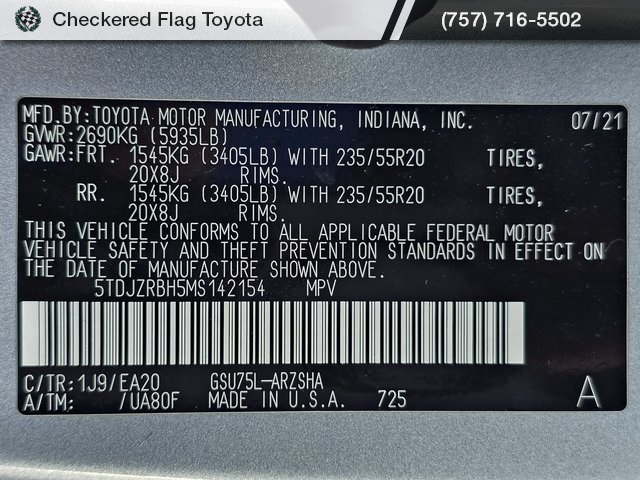 Checkered Flag Toyota
(757) 716-5502
MFD.BY:TOYOTA MOTOR MANUFACTURING, INDIANA, INC. 07/21
GVWR:2690KG (5935LB)
GAWR:FRT. 1545KG (3405LB) WITH 235/55R20 TIRES,
20X8J RIMS.
RR. 1545KG (3405LB) WITH 235/55R20 TIRES,
20X8J RIMS.
THIS VEHICLE CONFORMS TO ALL APPLICABLE FEDERAL MOTOR
VEHICLE SAFETY AND THEFT PREVENTION STANDARDS IN EFFECT ON
THE DATE OF MANUFACTURE SHOWN ABOVE.
5TDJZRBH5MS142154 MPV
C/TR:1J9/EA20 GSU75L-ARZSHA
A/TM: /UA80F MADE IN U.S.A. 725 A